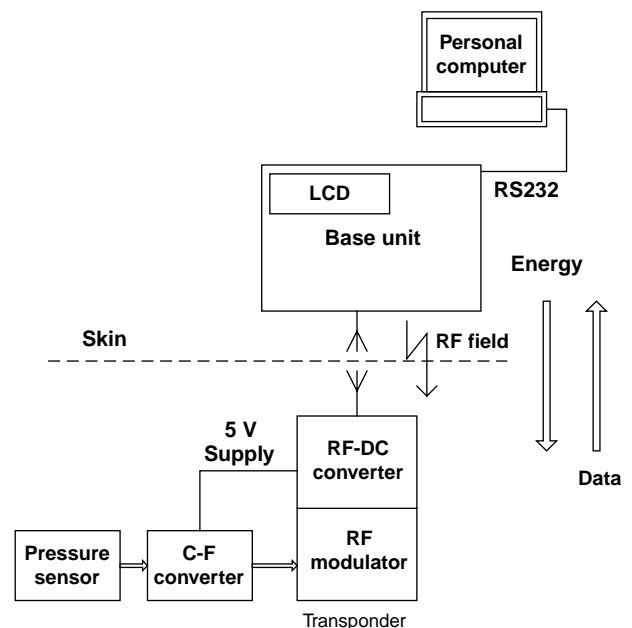 Personal
computer
LCD
RS232
Base unit
Energy
Skin
RF field
5 V
Supply
RF-DC
converter
Data
Pressure
sensor
C-F
converter
RF
modulator
Transponder